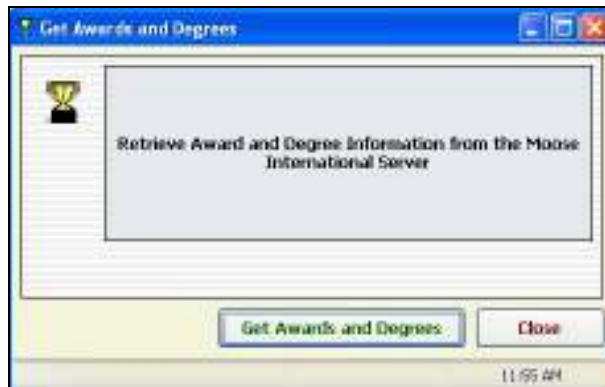 Get Awards and Degrees
Retrieve Award and Degree Information from the Moose
International Server
Get Awards and Degrees
Close
11:55 AM